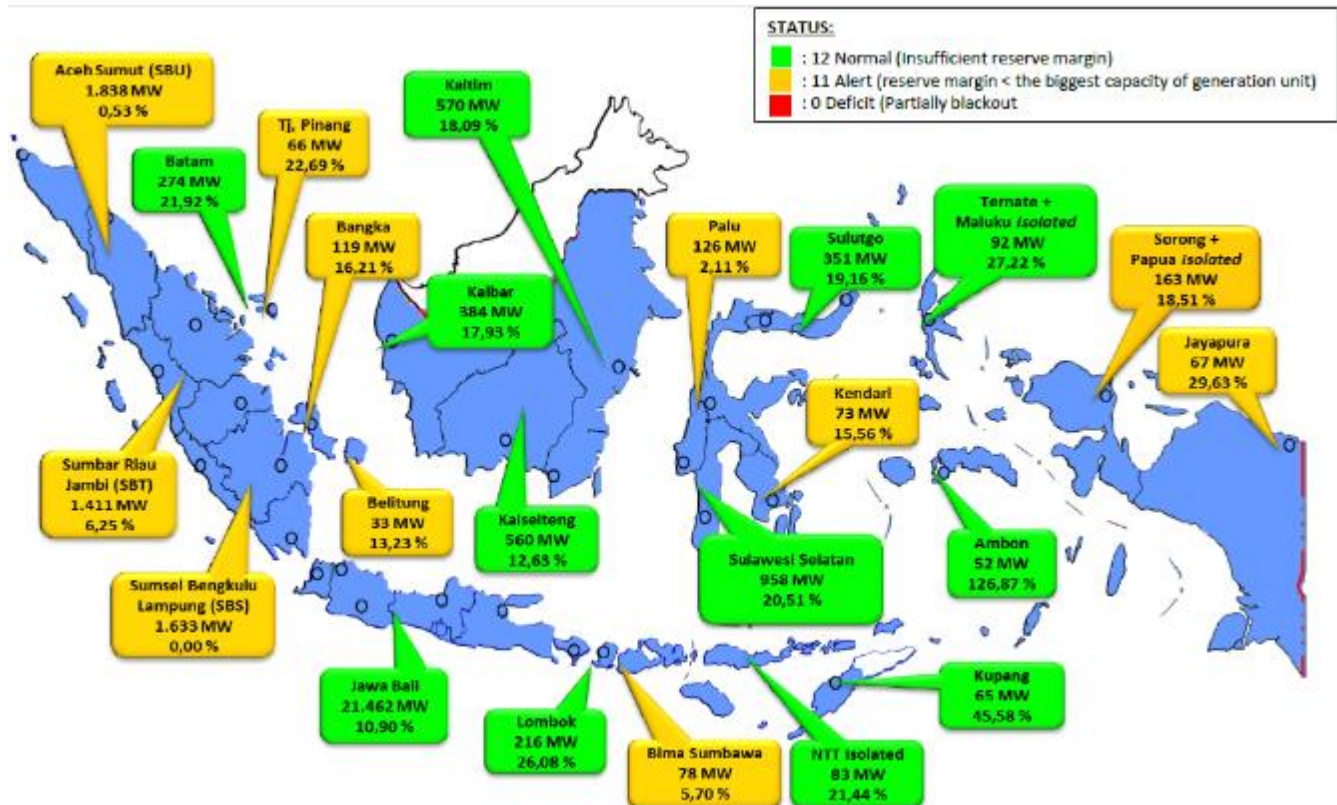 STATUS:
: 12 Normal (Insufficient reserve margin)
: 11 Alert (reserve margin < the biggest capacity of generation unit)
: 0 Deficit (Partially blackout
Aceh Sumut (SBU)
1.838 MW
0,53 %
Batam
274 MW
21,92 %
Tj, Pinang
66 MW
22,69 %
Bangka
119 MW
16,21 %
Kaltim
570 MW
18,09 %
Kalbar
384 MW
17,93 %
Palu
126 MW
2,11 %
Sulutgo
351 MW
19,16 %
Ternate +
Maluku Isolated
92 MW
27,22 %
Sorong +
Papua Isolated
163 MW
18,51 %
Jayapura
67 MW
29,63 %
Kendari
73 MW
15,56 %
Sumbar Riau
Jambi (SBT)
1.411 MW
6,25 %
Belitung
33 MW
13,23 %
Kalselteng
560 MW
12,63 %
Sulawesi Selatan
958 MW
20,51 %
Ambon
52 MW
126,87 %
Sumsel Bengkulu
Lampung (SBS)
1.633 MW
0,00 %
Jawa Bali
21.462 MW
10,90 %
Lombok
216 MW
26,08 %
Bima Sumbawa
78 MW
5,70 %
NTT Isolated
83 MW
21,44 %
Kupang
65 MW
45,58 %